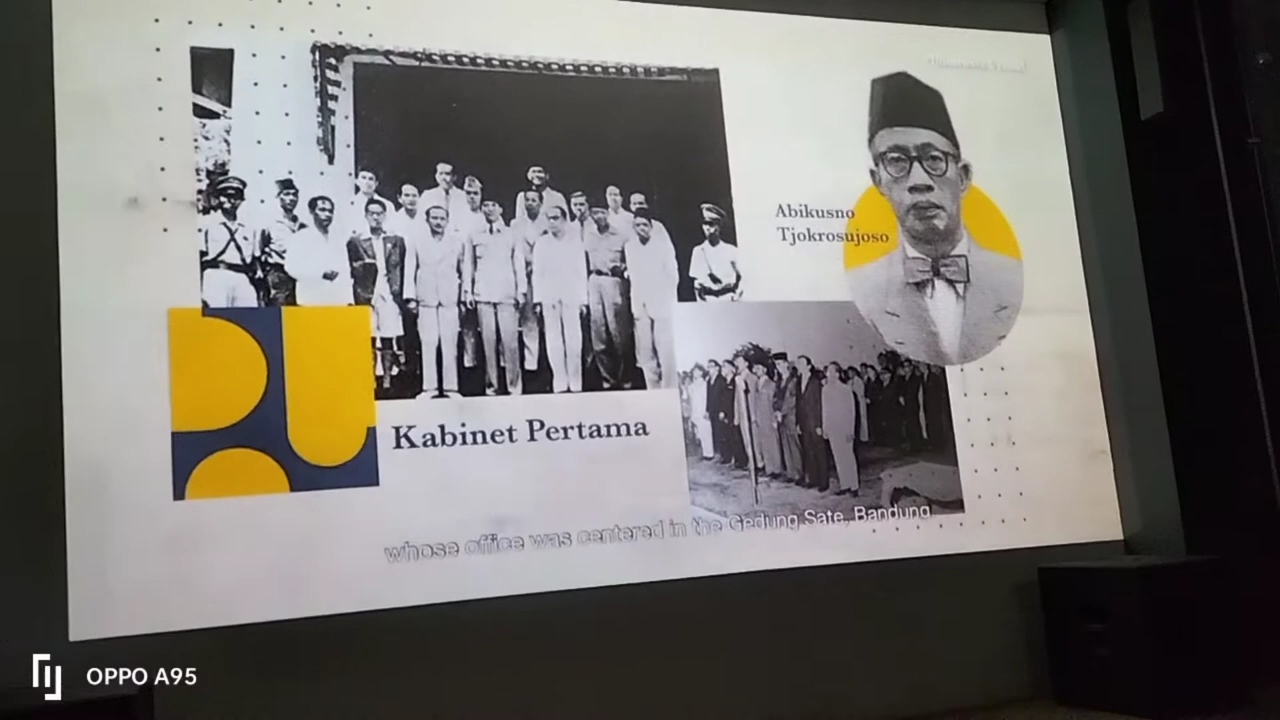 Abikusno
Tjokrosujoso
Kabinet Pertama
whose office was centered in the Gedung Sate, Bandung
OPPO A95